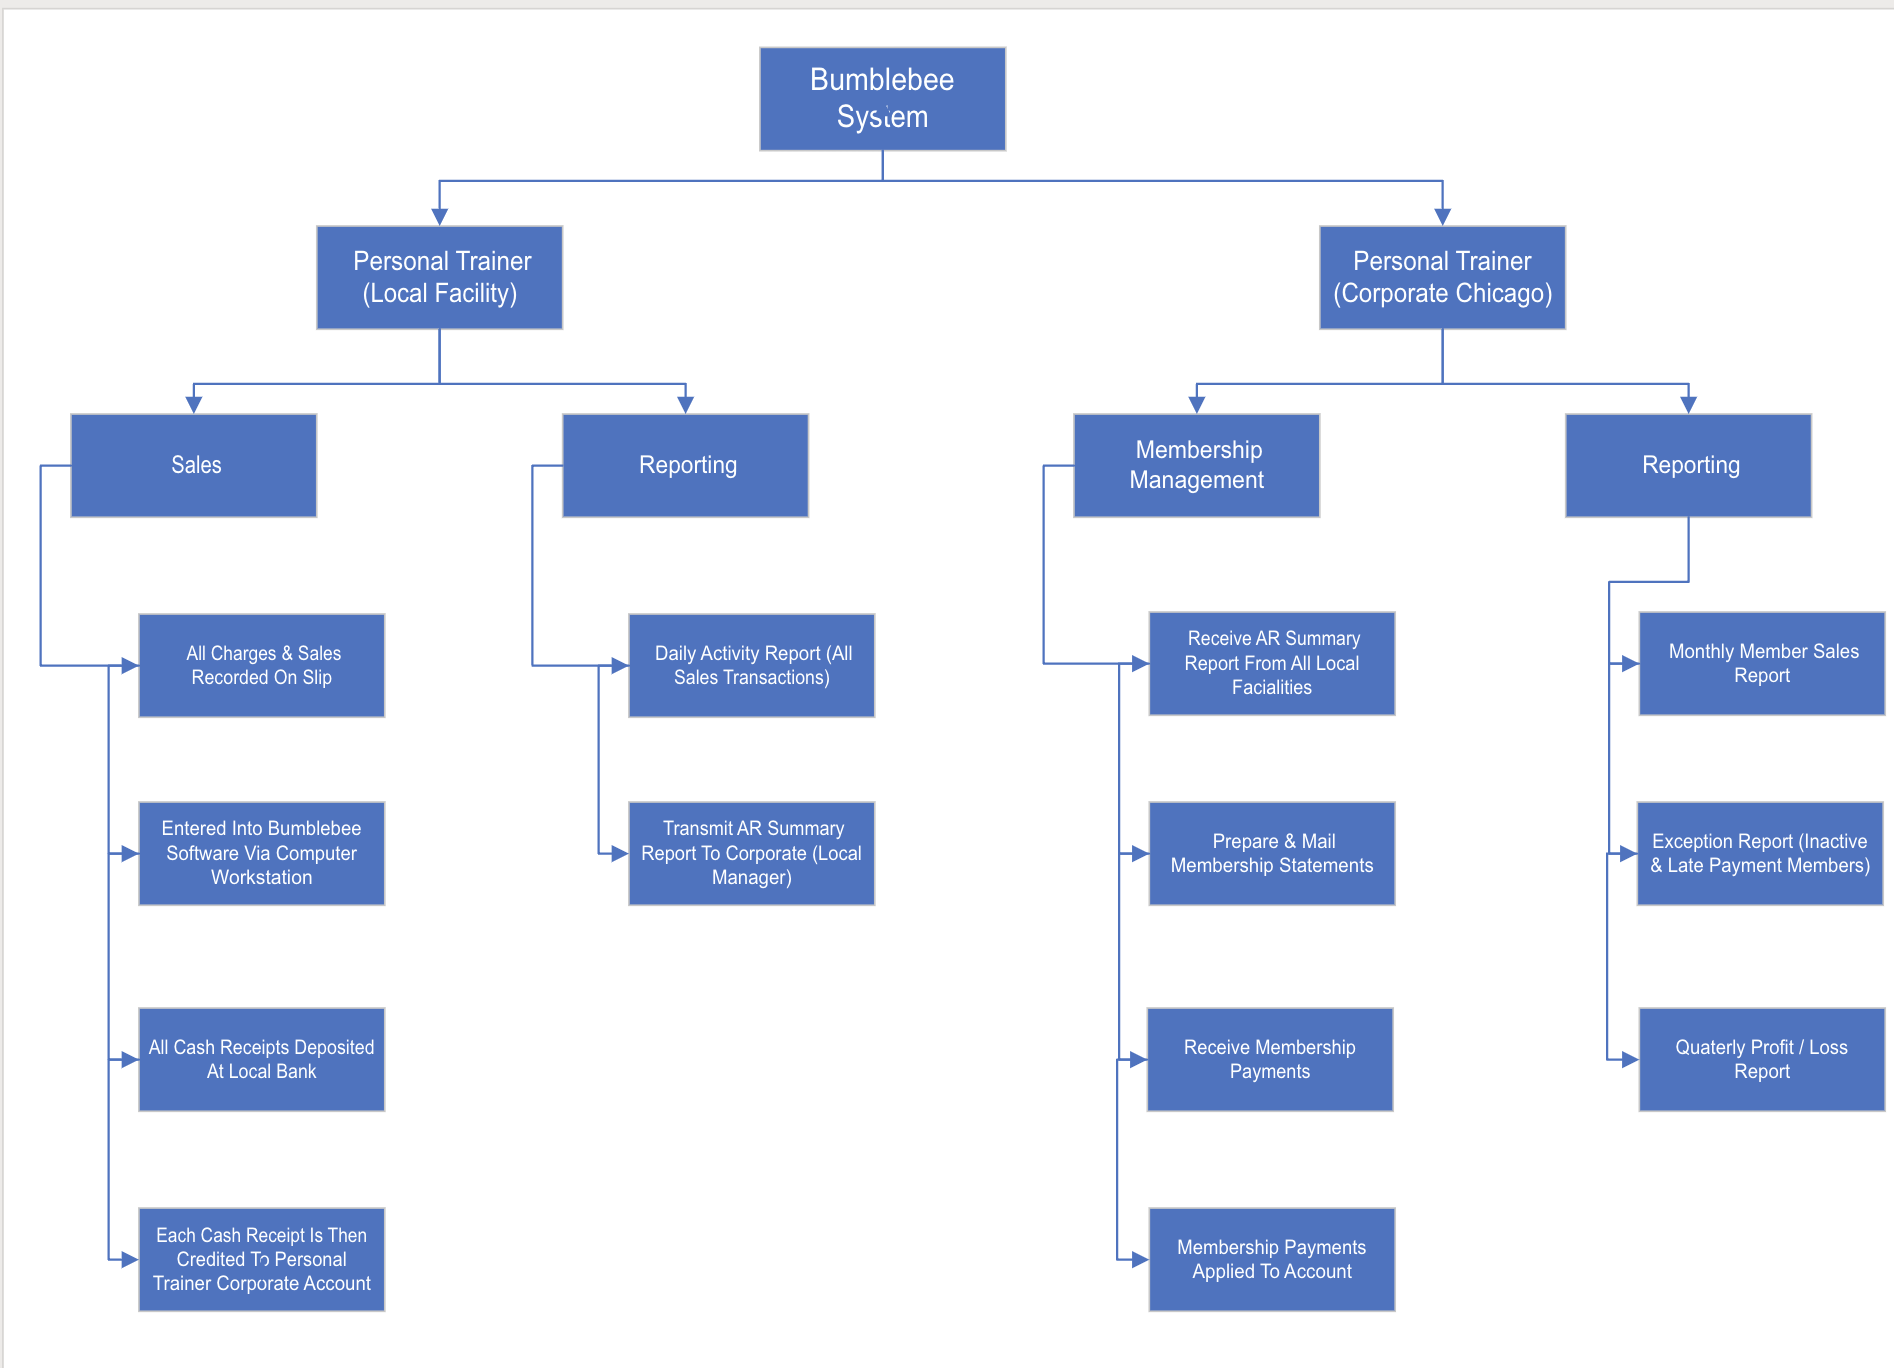 Bumblebee
System
Personal Trainer
(Local Facility)
Personal Trainer
(Corporate Chicago)
Sales
Reporting
Membership
Management
Reporting
All Charges & Sales
Recorded On Slip
Daily Activity Report (All
Sales Transactions)
Receive AR Summary
Report From All Local
Facialities
Monthly Member Sales
Report
Entered Into Bumblebee
Software Via Computer
Workstation
Transmit AR Summary
Report To Corporate (Local
Manager)
Prepare & Mail
Membership Statements
Exception Report (Inactive
& Late Payment Members)
All Cash Receipts Deposited
At Local Bank
Receive Membership
Payments
Quaterly Profit / Loss
Report
Each Cash Receipt Is Then
Credited To Personal
Trainer Corporate Account
Membership Payments
Applied To Account